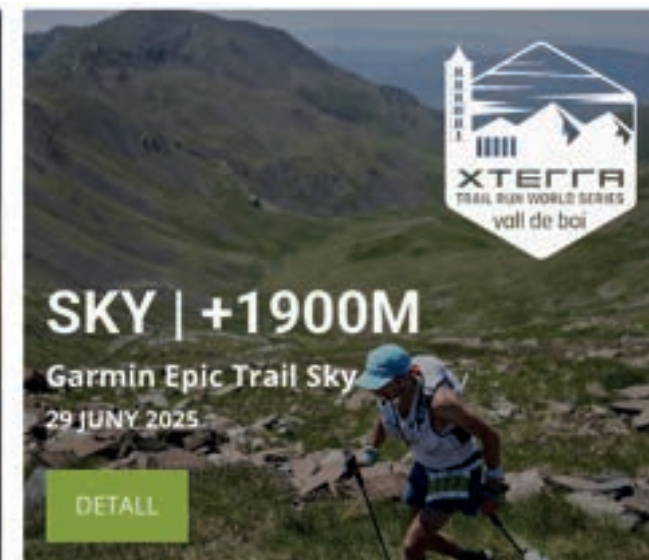 XTERRA
TRAIL RUN WORLD SERIES
vall de boi
SKY | +1900M
Garmin Epic Trail Sky
29 JUNY 2025
DETALL